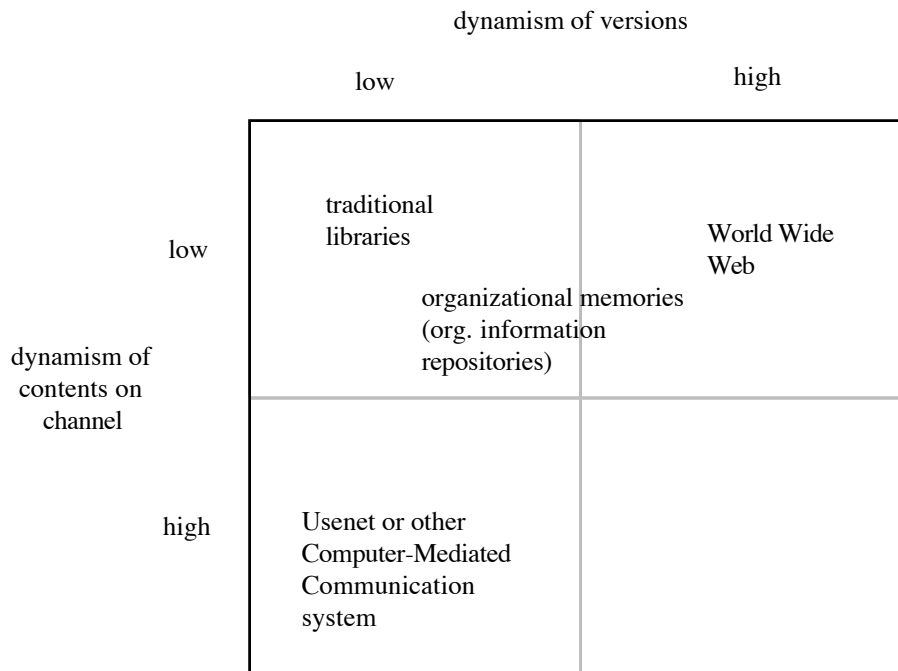 dynamism of versions
low
high
traditional
libraries
World Wide
Web
low
organizational memories
(org. information
repositories)
dynamism of
contents on
channel
high
Usenet or other
Computer-Mediated
Communication
system